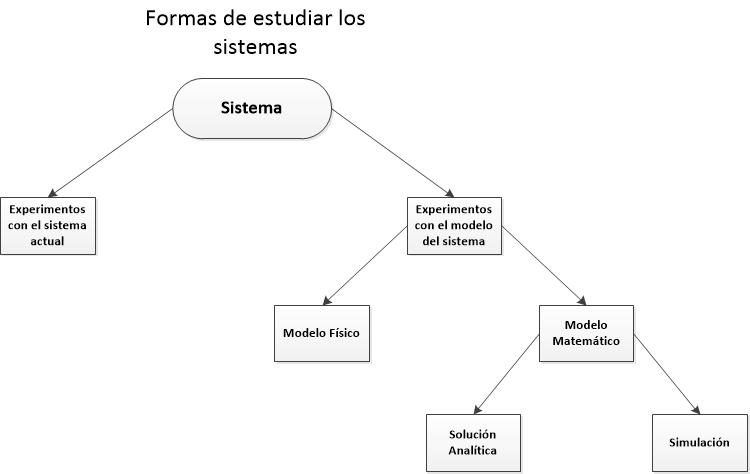 Formas de estudiar los
sistemas
Sistema
Experimentos
con el sistema
actual
Experimentos
con el modelo
del sistema
Modelo Físico
Modelo
Matemático
Solución
Analítica
Simulación